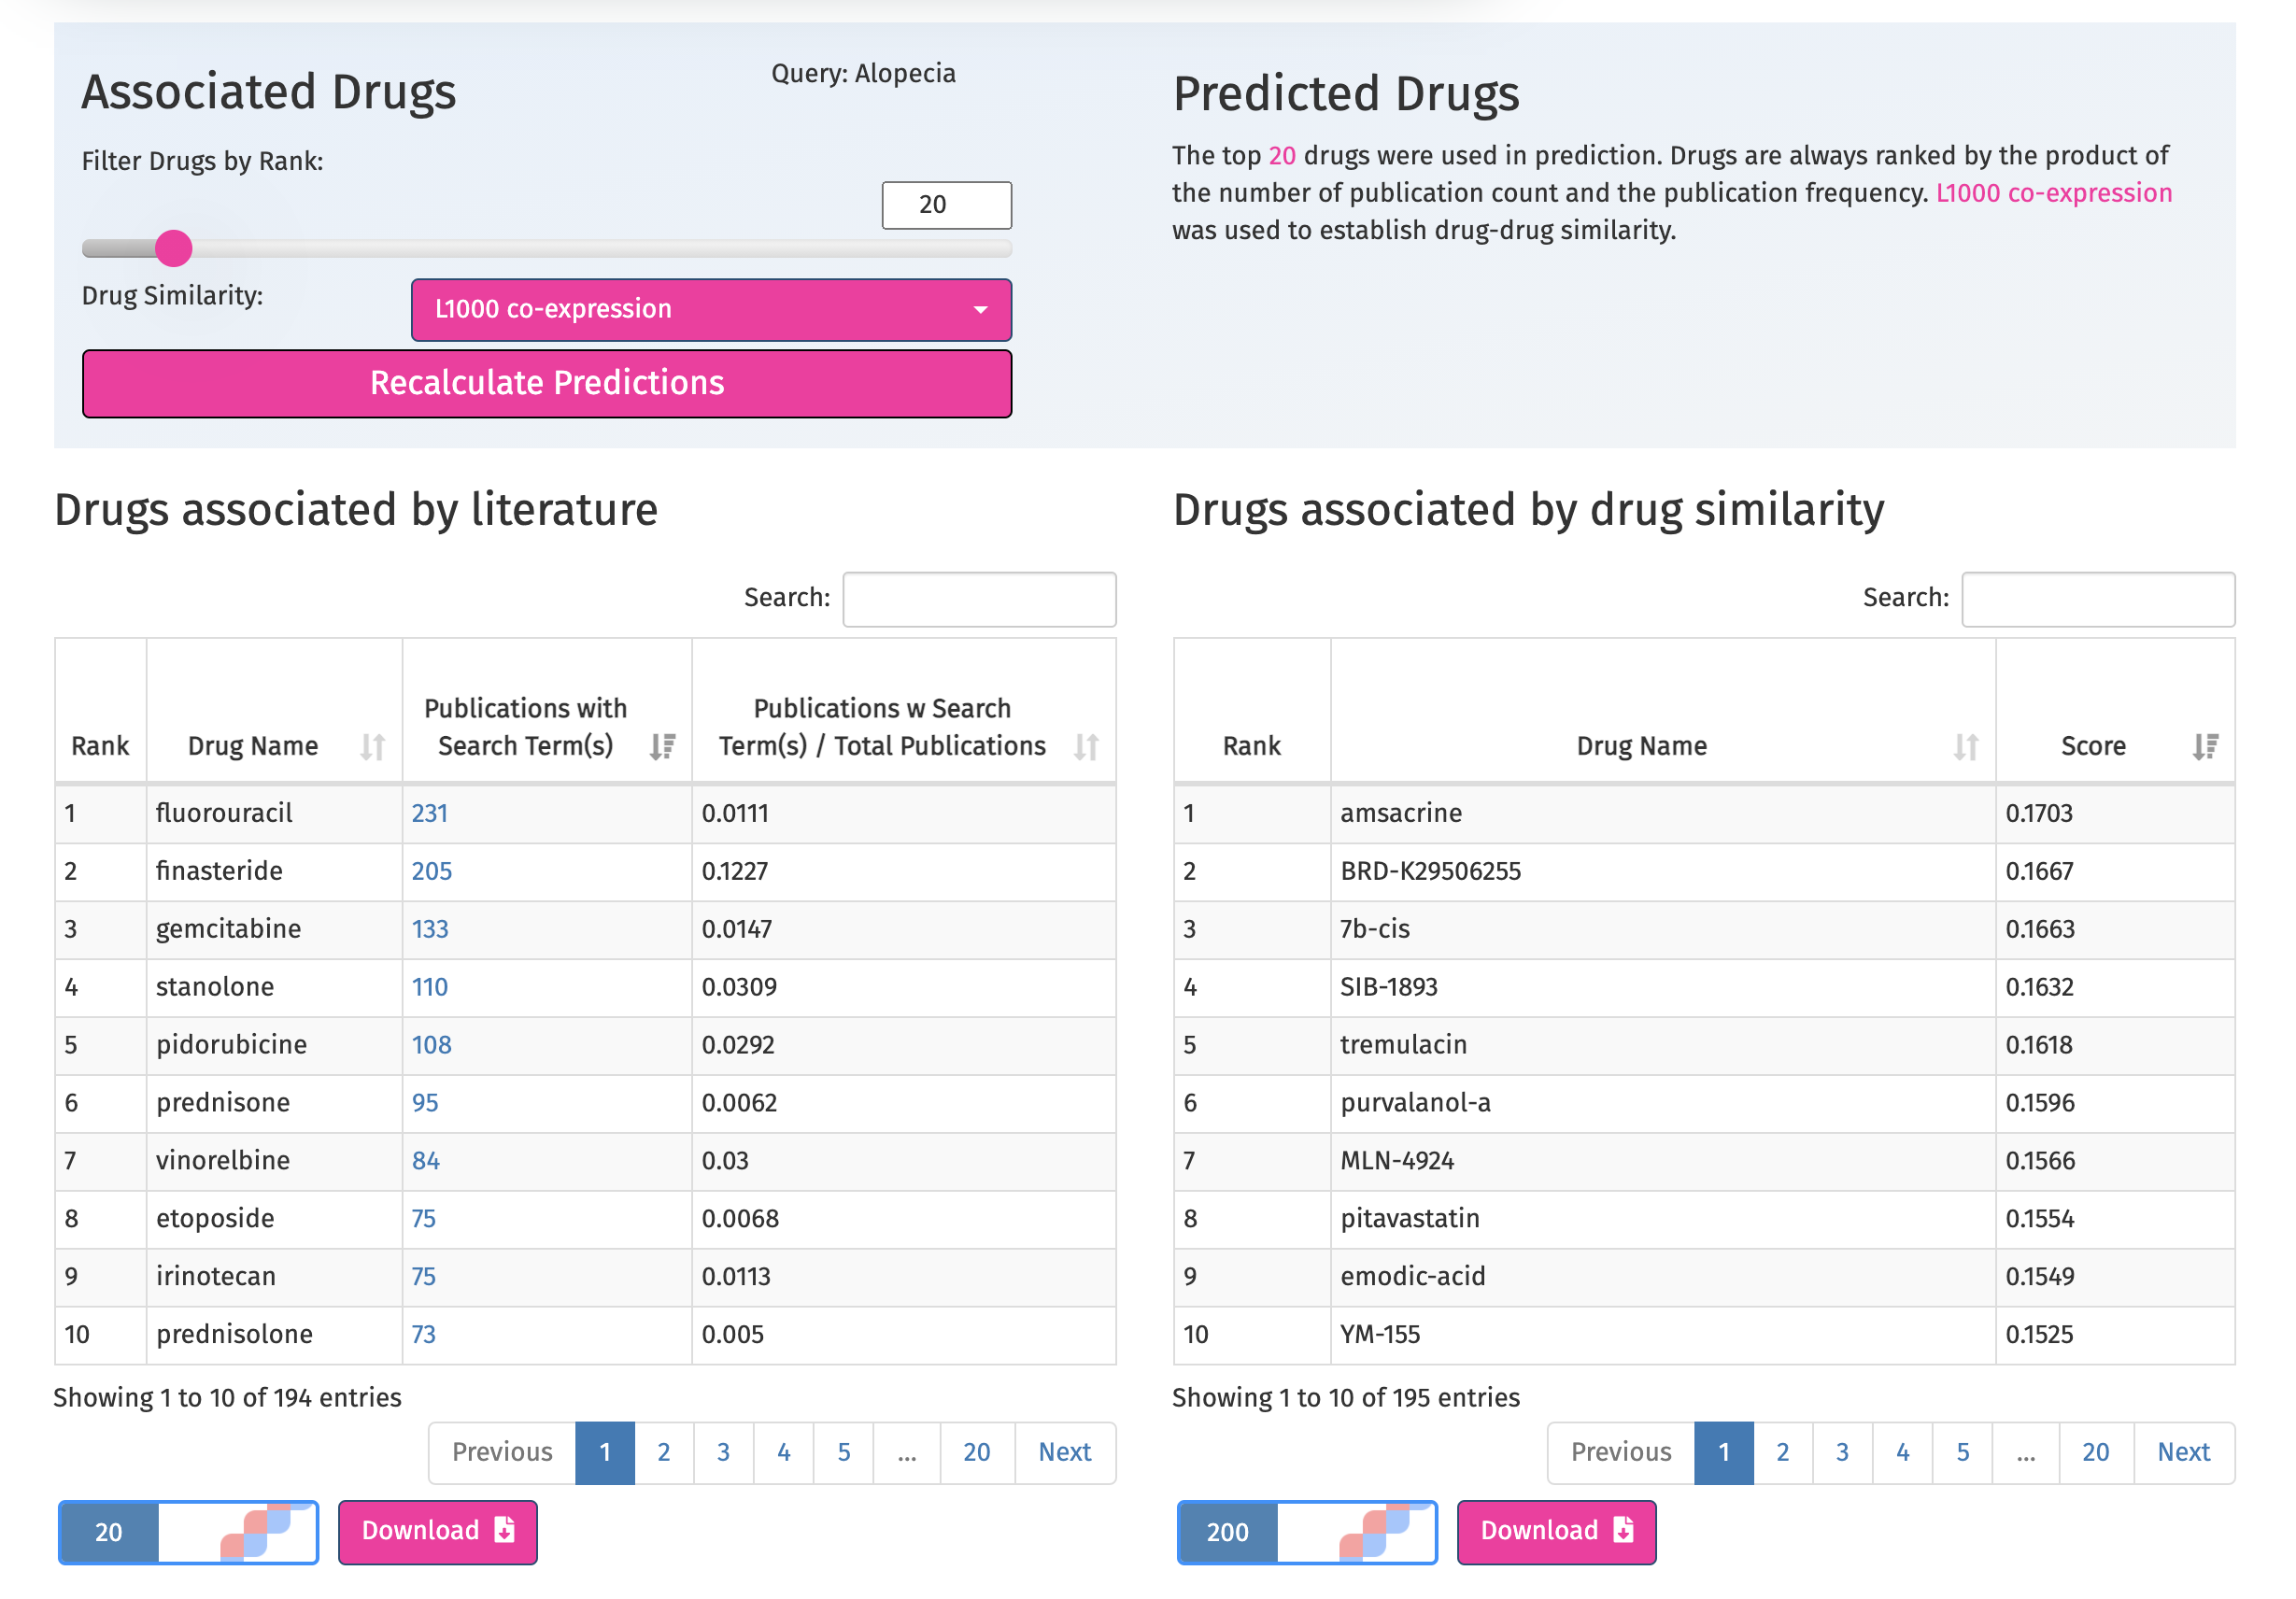 Associated Drugs
Query: Alopecia
Filter Drugs by Rank:
20
Drug Similarity:
L1000 co-expression
Recalculate Predictions
Predicted Drugs
The top 20 drugs were used in prediction. Drugs are always ranked by the product of
the number of publication count and the publication frequency. L1000 co-expression
was used to establish drug-drug similarity.
Drugs associated by literature
Search:
Rank Drug Name Publications with Search Term(s) Publications w Search Term(s) / Total Publications
1 fluorouracil 231 0.0111
2 finasteride 205 0.1227
3 gemcitabine 133 0.0147
4 stanolone 110 0.0309
5 pidorubicine 108 0.0292
6 prednisone 95 0.0062
7 vinorelbine 84 0.03
8 etoposide 75 0.0068
9 irinotecan 75 0.0113
10 prednisolone 73 0.005
Showing 1 to 10 of 194 entries
Previous 1 2 3 4 5 ... 20 Next
20 Download
Drugs associated by drug similarity
Search:
Rank Drug Name Score
1 amsacrine 0.1703
2 BRD-K29506255 0.1667
3 7b-cis 0.1663
4 SIB-1893 0.1632
5 tremulacin 0.1618
6 purvalanol-a 0.1596
7 MLN-4924 0.1566
8 pitavastatin 0.1554
9 emodic-acid 0.1549
10 YM-155 0.1525
Showing 1 to 10 of 195 entries
Previous 1 2 3 4 5 ... 20 Next
200 Download